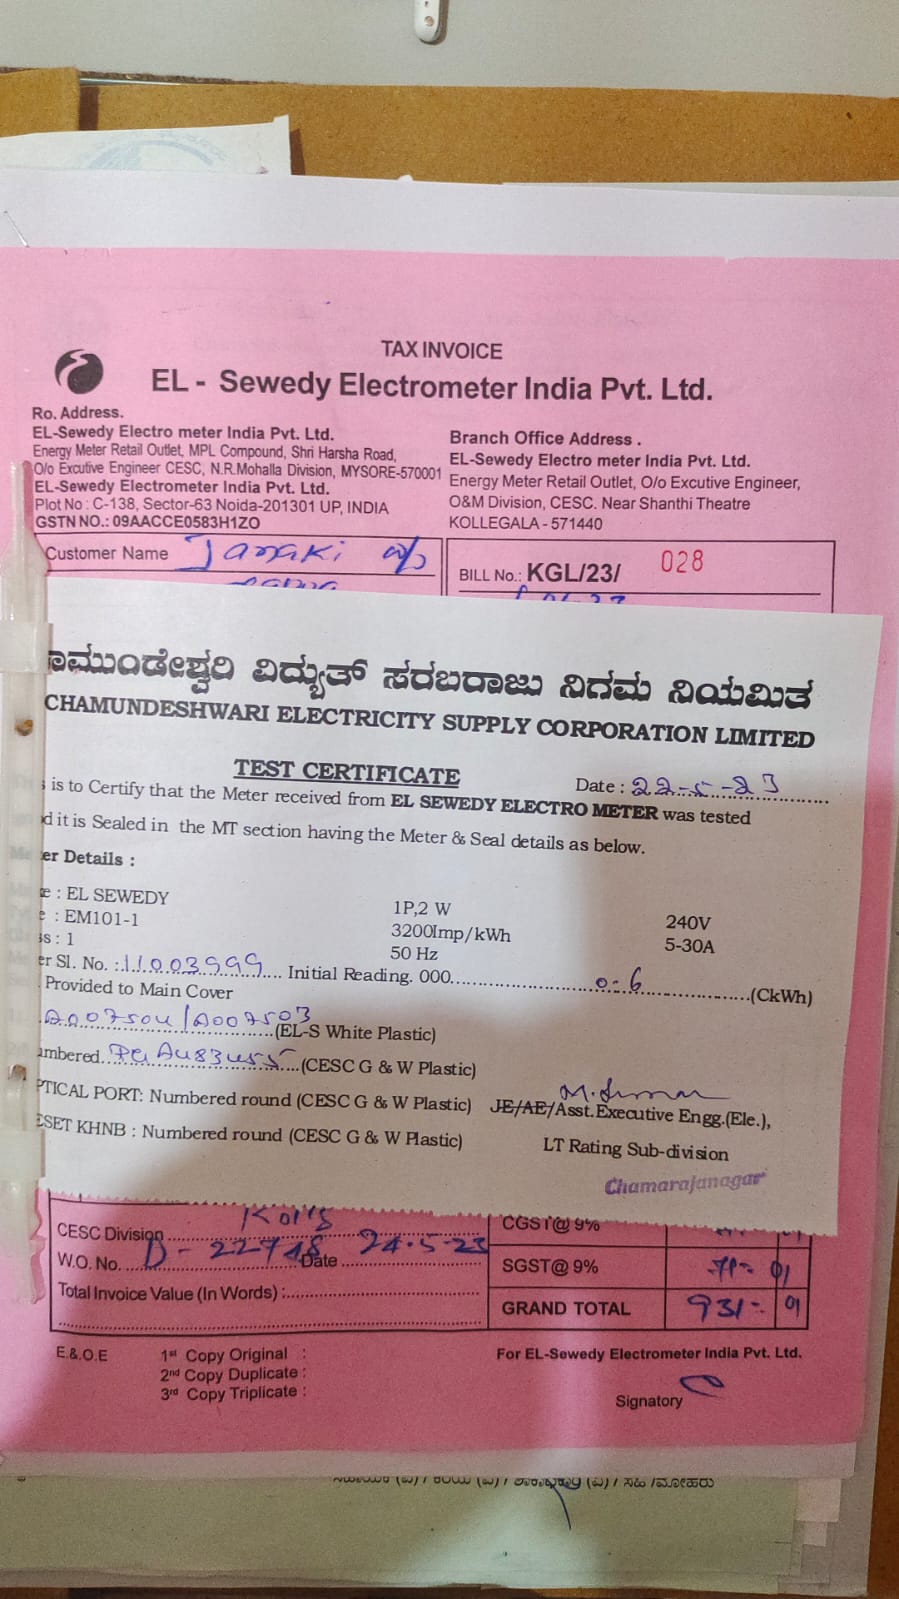 TAX INVOICE
EL - Sewedy Electrometer India Pvt. Ltd.
Ro. Address.
EL-Sewedy Electro meter India Pvt. Ltd.
Energy Meter Retail Outlet, MPL Compound, Shri Harsha Road,
O/o Excutive Engineer CESC, N.R.Mohalla Division, MYSORE-570001
EL-Sewedy Electrometer India Pvt. Ltd.
Plot No : C-138, Sector-63 Noida-201301 UP, INDIA
GSTN NO.: 09AACCE0583H1ZO
Branch Office Address .
EL-Sewedy Electro meter India Pvt. Ltd.
Energy Meter Retail Outlet, O/o Excutive Engineer,
O&M Division, CESC. Near Shanthi Theatre
KOLLEGALA - 571440
Customer Name Janaki w/o
BILL No.: KGL/23/ 028
ಾಮುಂಡೇಶ್ವರಿ ವಿದ್ಯುತ್ ಸರಬರಾಜು ನಿಗಮ ನಿಯಮಿತ
CHAMUNDESHWARI ELECTRICITY SUPPLY CORPORATION LIMITED
TEST CERTIFICATE
Date : 22-5-23
is to Certify that the Meter received from EL SEWEDY ELECTRO METER was tested
d it is Sealed in the MT section having the Meter & Seal details as below.
er Details :
e : EL SEWEDY 1P,2 W 240V
e : EM101-1 3200Imp/kWh 5-30A
ss : 1 50 Hz
er Sl. No. : 11003999 Initial Reading. 000 0-6 (CkWh)
Provided to Main Cover
A007504/A007503 (EL-S White Plastic)
umbered (CESC G & W Plastic)
PTICAL PORT: Numbered round (CESC G & W Plastic) JE/AE/Asst.Executive Engg.(Ele.),
ESET KHNB : Numbered round (CESC G & W Plastic) LT Rating Sub-division
Chamarajanagar
CESC Division
W.O. No. D-22748 Date 24.5-23
Total Invoice Value (In Words) :
CGST@ 9%
SGST@ 9% 71= 01
GRAND TOTAL 931= 01
E.&.O.E
1st Copy Original :
2nd Copy Duplicate :
3rd Copy Triplicate :
For EL-Sewedy Electrometer India Pvt. Ltd.
Signatory